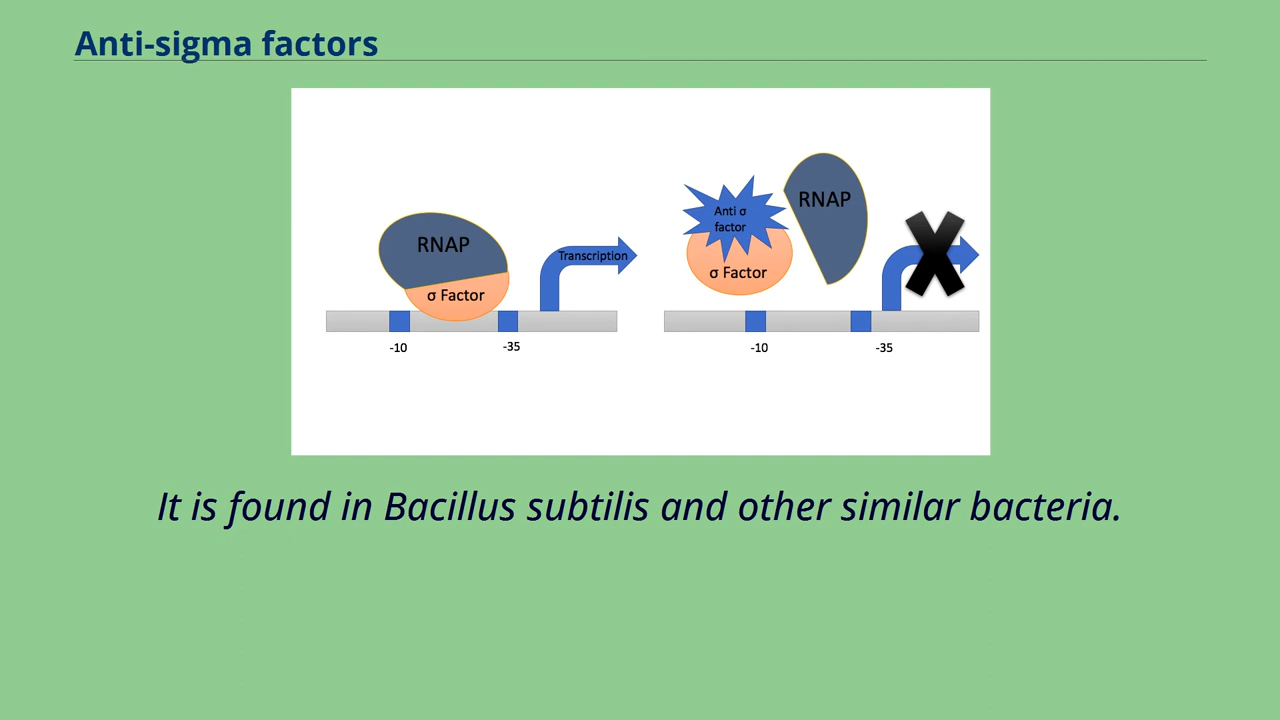 Anti-sigma factors
RNAP
σ Factor
Transcription
-10
-35
Anti σ
factor
σ Factor
RNAP
-10
-35
It is found in Bacillus subtilis and other similar bacteria.